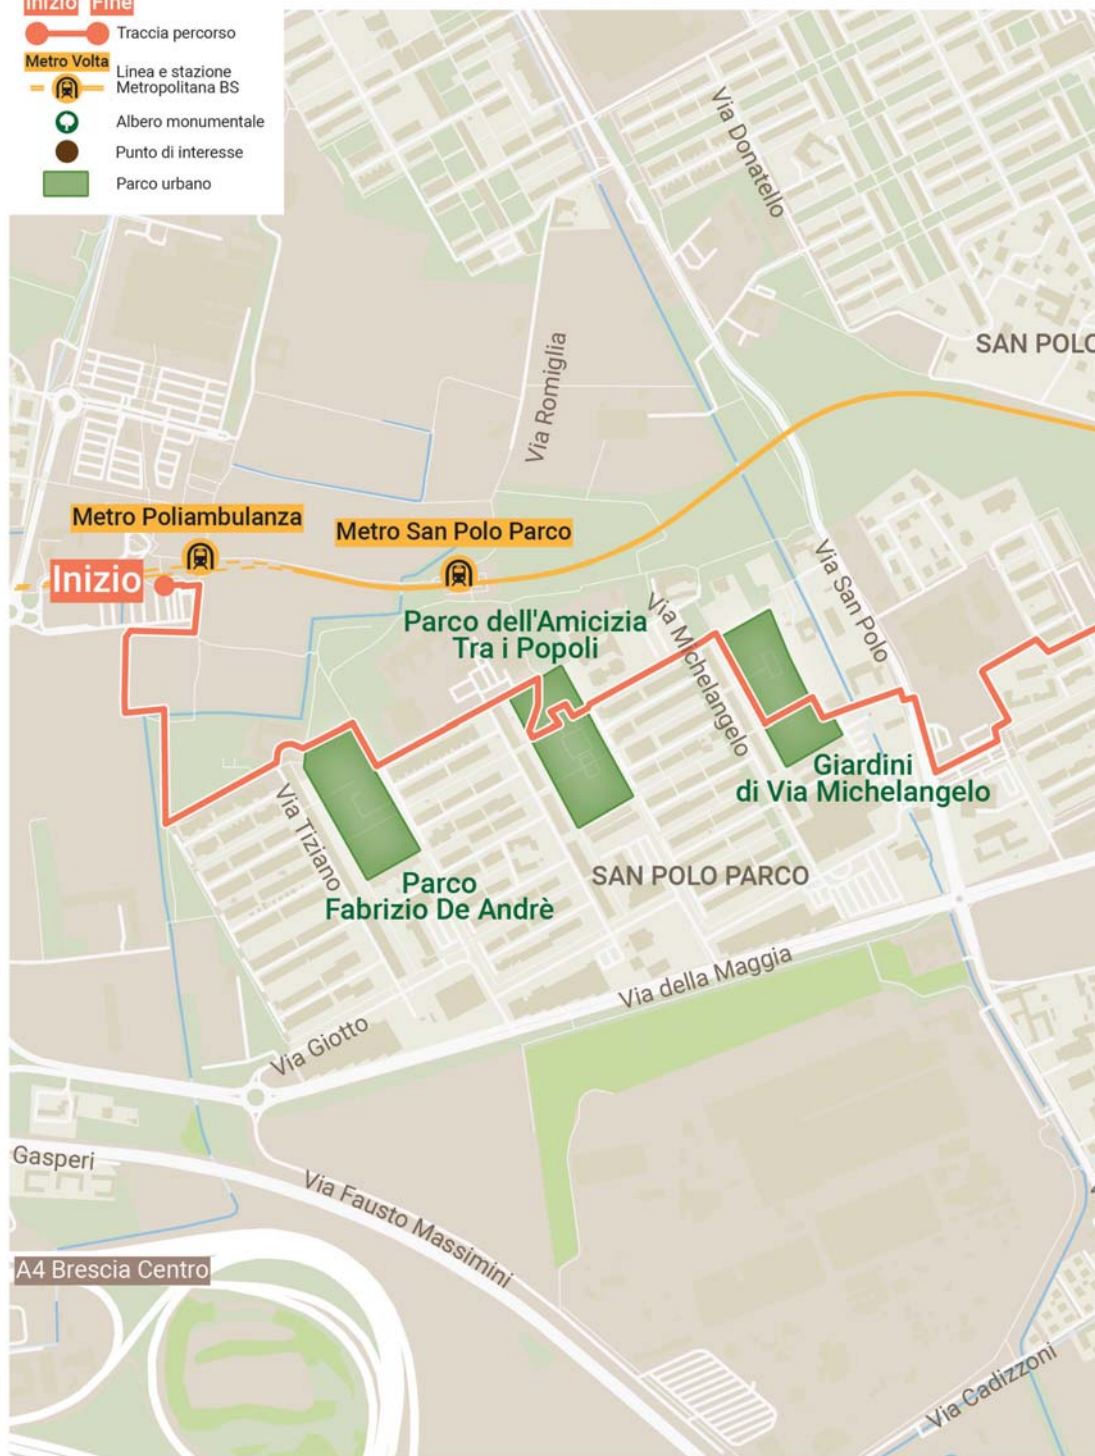 Inizio Fine
Traccia percorso
Metro Volta
Linea e stazione
Metropolitana BS
Albero monumentale
Punto di interesse
Parco urbano
Via Donatello
SAN POLO
Via Romiglia
Metro Poliambulanza
Metro San Polo Parco
Inizio
Via San Polo
Parco dell'Amicizia
Tra i Popoli
Via Michelangelo
Giardini
di Via Michelangelo
Via Tiziano
SAN POLO PARCO
Parco
Fabrizio De Andrè
Via della Maggia
Via Giotto
Gasperi
Via Fausto Massimini
A4 Brescia Centro
Via Cadizzoni